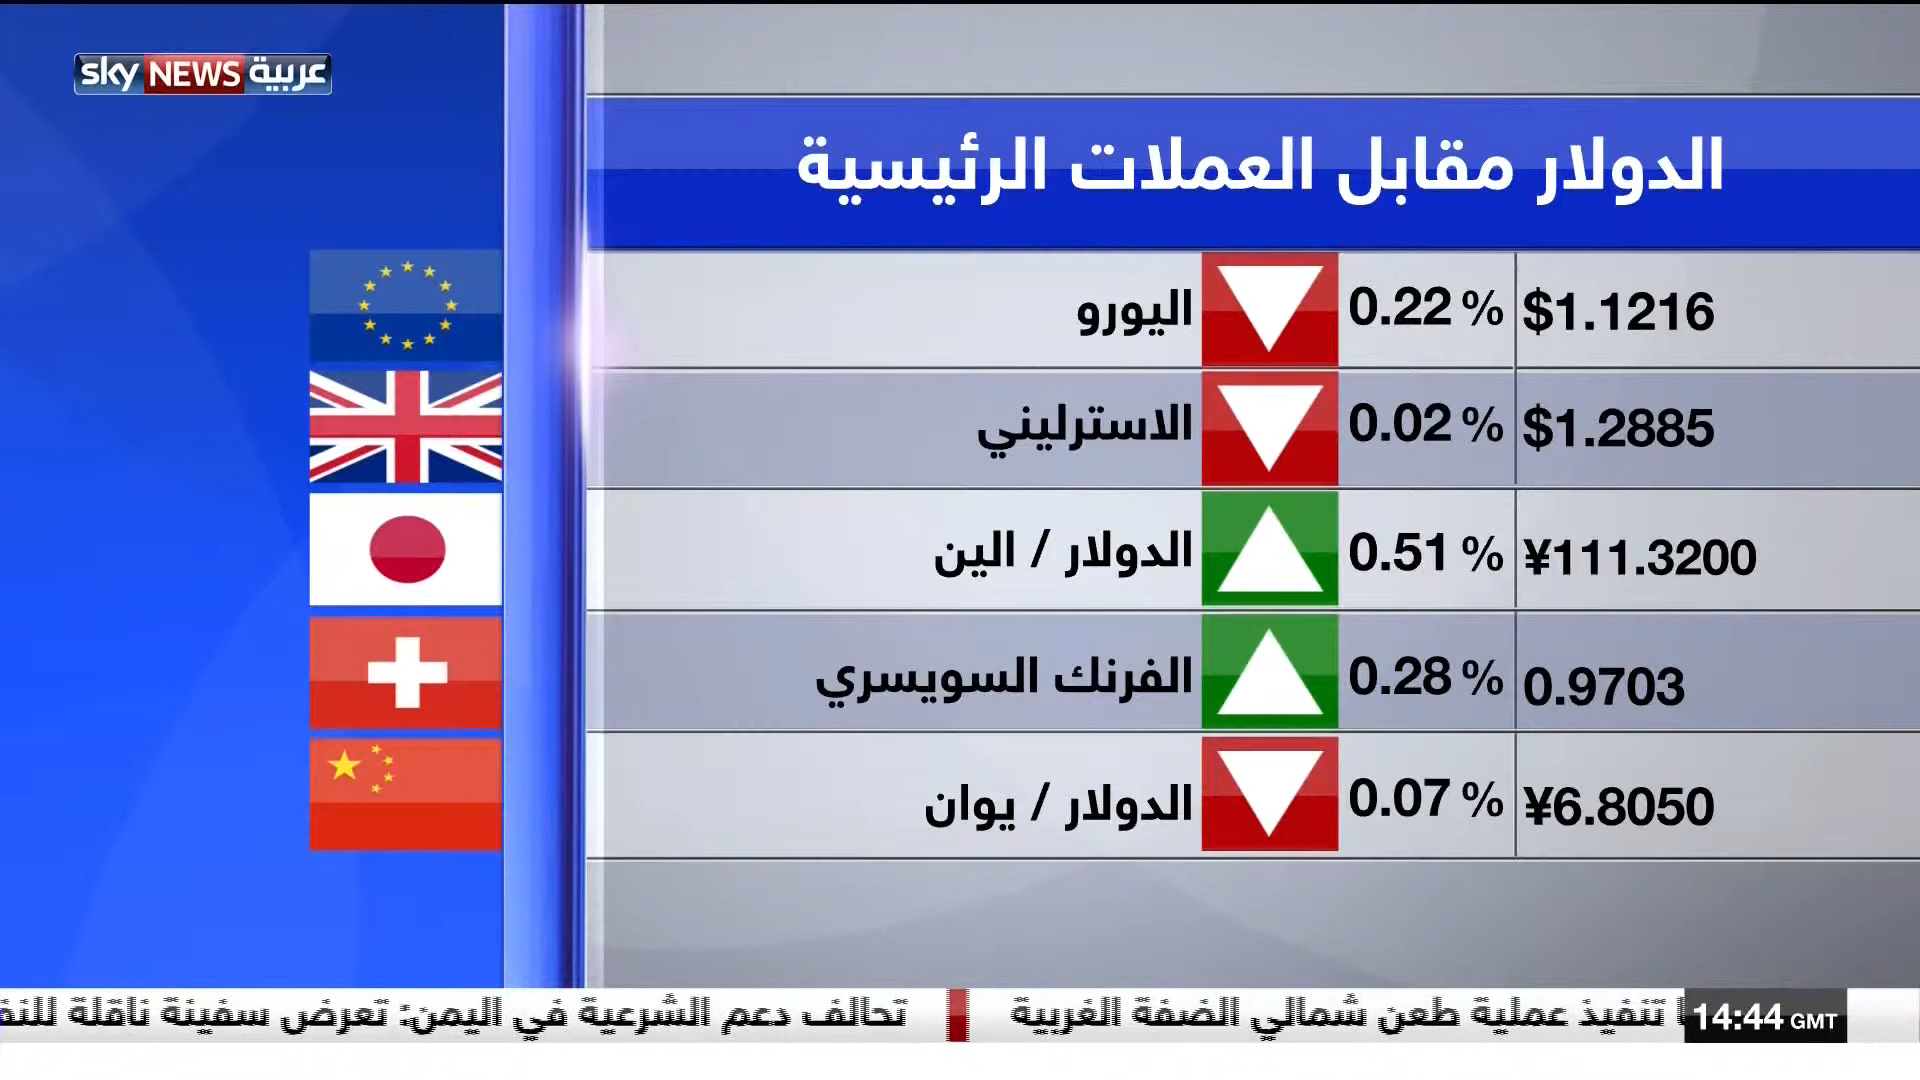 sky NEWS عربية
الدولار مقابل العملات الرئيسية
اليورو 0.22 % $1.1216
الاسترليني 0.02 % $1.2885
الدولار / الين 0.51 % ¥111.3200
الفرنك السويسري 0.28 % 0.9703
الدولار / يوان 0.07 % ¥6.8050
تنفيذ عملية طعن شمالي الضفة الغربية
تحالف دعم الشرعية في اليمن: تعرض سفينة ناقلة
14:44 GMT